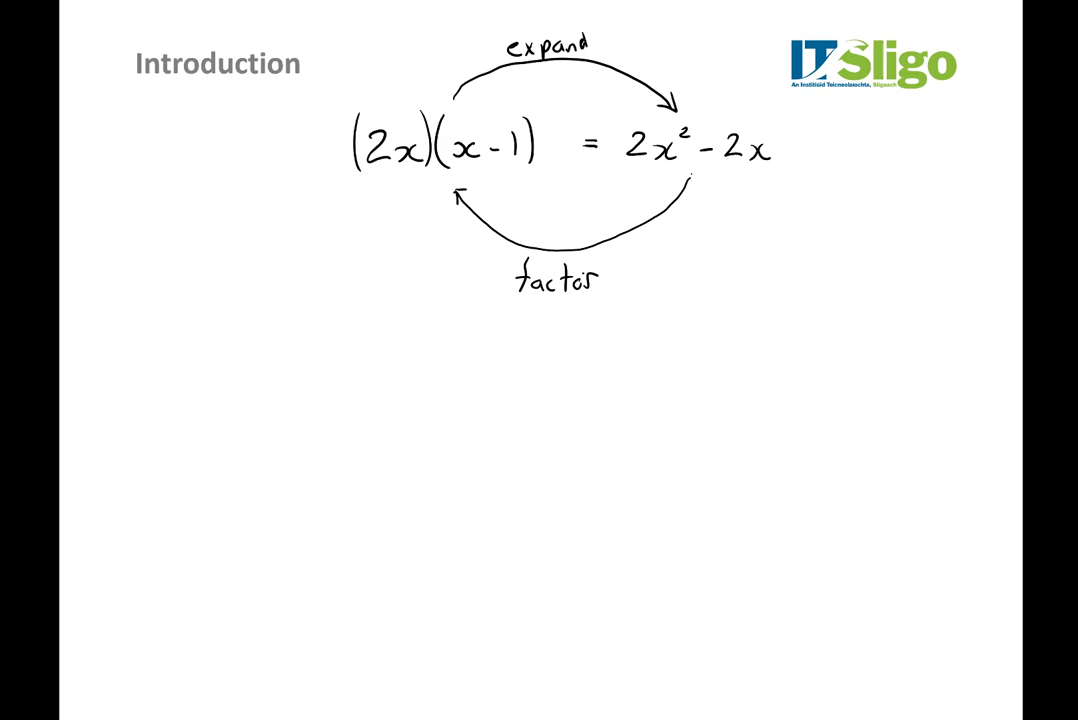 expand
Introduction
ITSligo
An Institiúid Teicneolaíochta, Sligeach
(2x)(x-1) = 2x² - 2x
factor